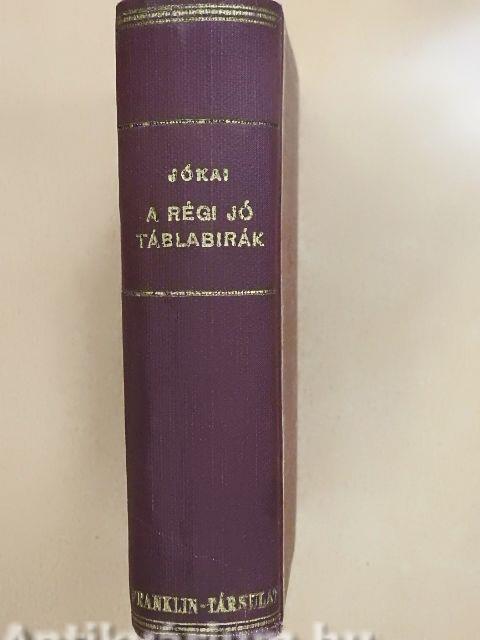 JÓKAI
A RÉGI JÓ
TÁBLABIRÁK
FRANKLIN-TÁRSULAT